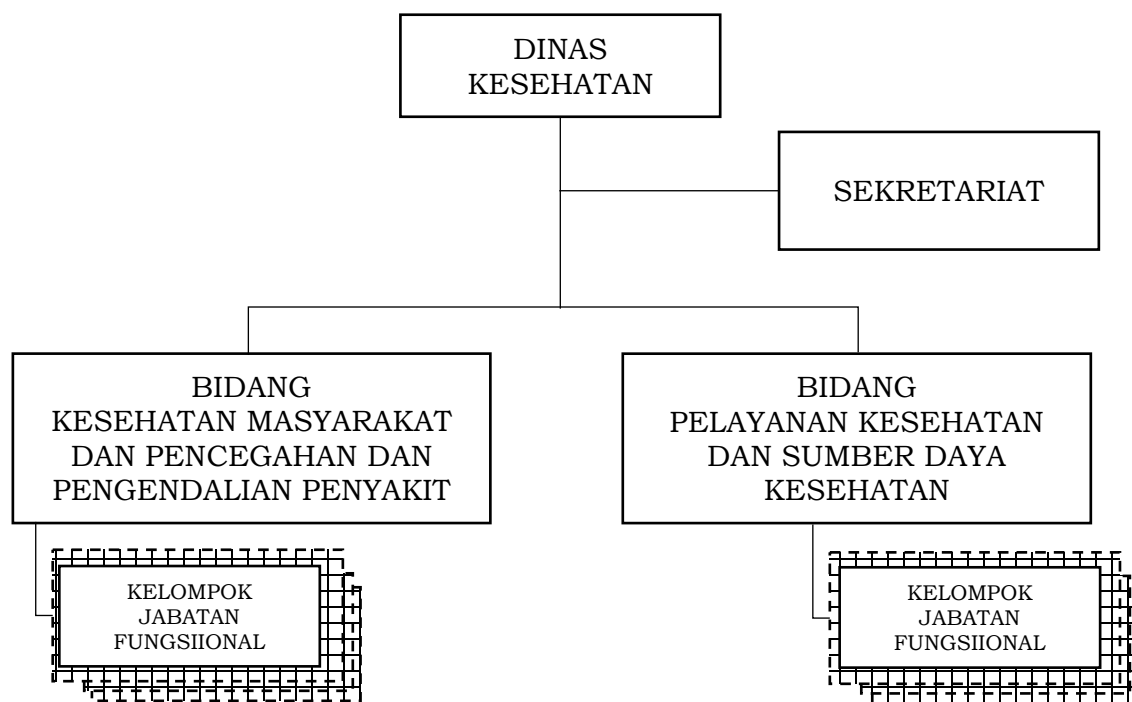 DINAS
KESEHATAN
SEKRETARIAT
BIDANG
KESEHATAN MASYARAKAT
DAN PENCEGAHAN DAN
PENGENDALIAN PENYAKIT
BIDANG
PELAYANAN KESEHATAN
DAN SUMBER DAYA
KESEHATAN
KELOMPOK
JABATAN
FUNGSIIONAL
KELOMPOK
JABATAN
FUNGSIIONAL